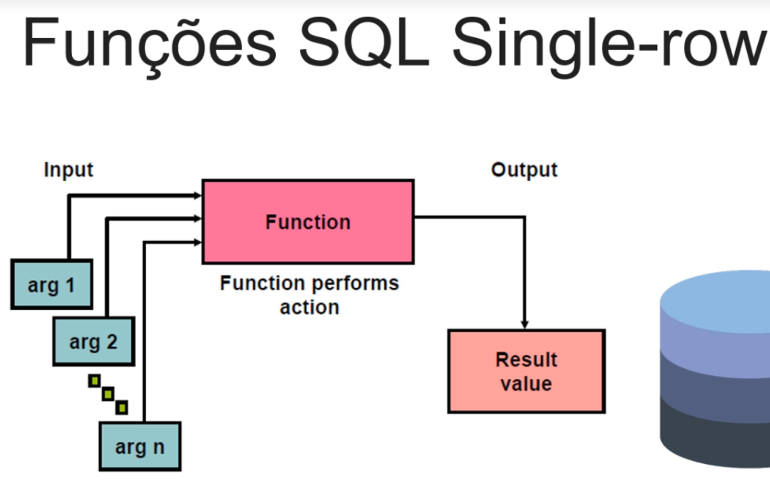 Funções SQL Single-row
Input
Output
Function
arg 1
Function performs
action
arg 2
Result
value
arg n